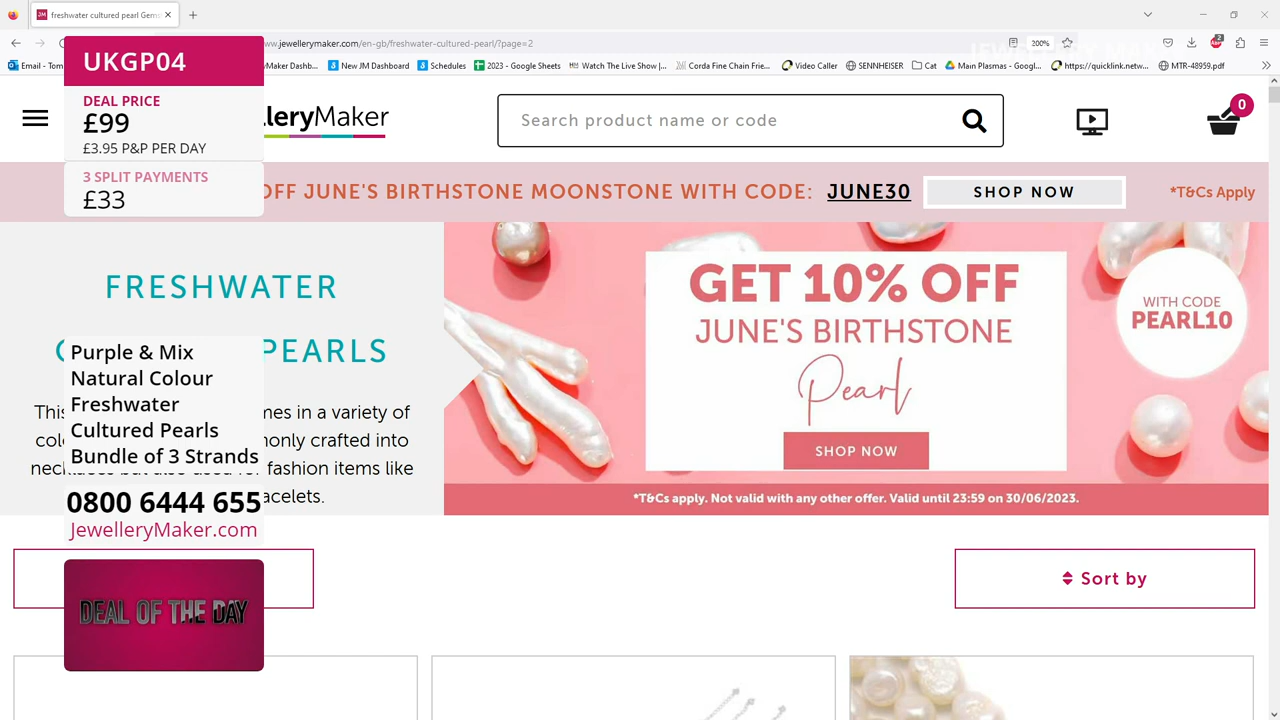 freshwater cultured pearl Gems
ww.jewellerymaker.com/en-gb/freshwater-cultured-pearl/?page=2
200%
2
Email - Tom
Maker Dashb...
New JM Dashboard
Schedules
2023 - Google Sheets
Watch The Live Show |...
Corda Fine Chain Frie...
Video Caller
SENNHEISER
Cat
Main Plasmas - Googl...
https://quicklink.netw...
MTR-48959.pdf
UKGP04
DEAL PRICE
£99
£3.95 P&P PER DAY
3 SPLIT PAYMENTS
£33
lleryMaker
Search product name or code
0
OFF JUNE'S BIRTHSTONE MOONSTONE WITH CODE: JUNE30
SHOP NOW
*T&Cs Apply
FRESHWATER
PEARLS
This
mes in a variety of
monly crafted into
fashion items like
acelets.
Purple & Mix
Natural Colour
Freshwater
Cultured Pearls
Bundle of 3 Strands
0800 6444 655
JewelleryMaker.com
DEAL OF THE DAY
GET 10% OFF
JUNE'S BIRTHSTONE
Pearl
SHOP NOW
WITH CODE
PEARL10
*T&Cs apply. Not valid with any other offer. Valid until 23:59 on 30/06/2023.
Sort by